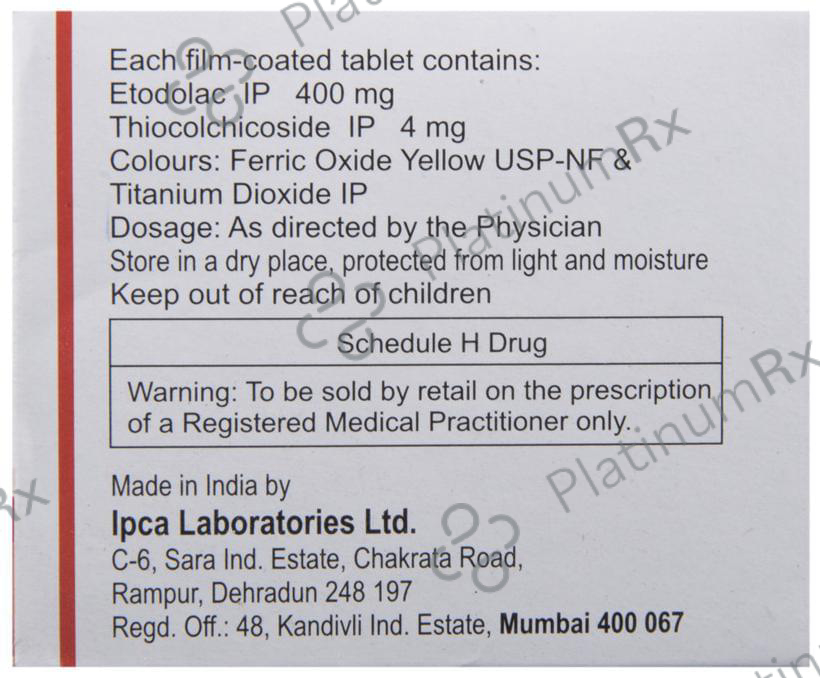 Each film-coated tablet contains:
Etodolac IP 400 mg
Thiocolchicoside IP 4 mg
Colours: Ferric Oxide Yellow USP-NF &
Titanium Dioxide IP
Dosage: As directed by the Physician
Store in a dry place, protected from light and moisture
Keep out of reach of children
Schedule H Drug
Warning: To be sold by retail on the prescription
of a Registered Medical Practitioner only.
Made in India by
Ipca Laboratories Ltd.
C-6, Sara Ind. Estate, Chakrata Road,
Rampur, Dehradun 248 197
Regd. Off.: 48, Kandivli Ind. Estate, Mumbai 400 067
PlatinumRx
PlatinumRx